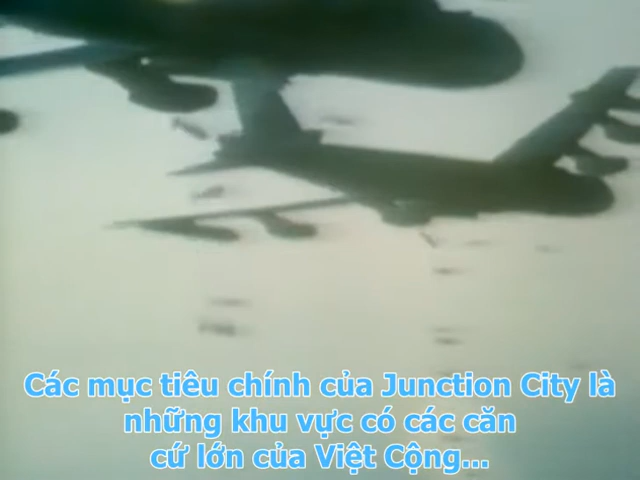 Các mục tiêu chính của Junction City là
những khu vực có các căn
cứ lớn của Việt Cộng...